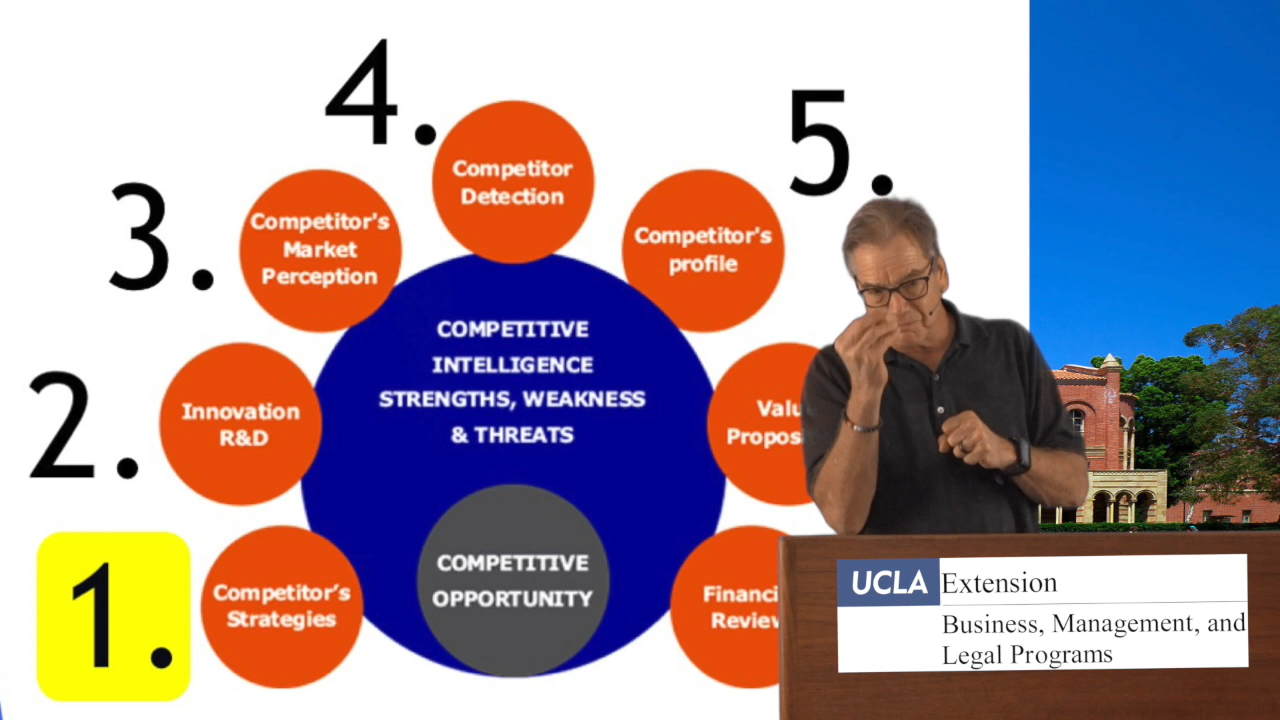 4.
Competitor
Detection
5.
3.
Competitor's
Market
Perception
Competitor's
profile
COMPETITIVE
INTELLIGENCE
STRENGTHS, WEAKNESS
& THREATS
2.
Innovation
R&D
1.
Competitor's
Strategies
COMPETITIVE
OPPORTUNITY
UCLA Extension
Business, Management, and
Legal Programs